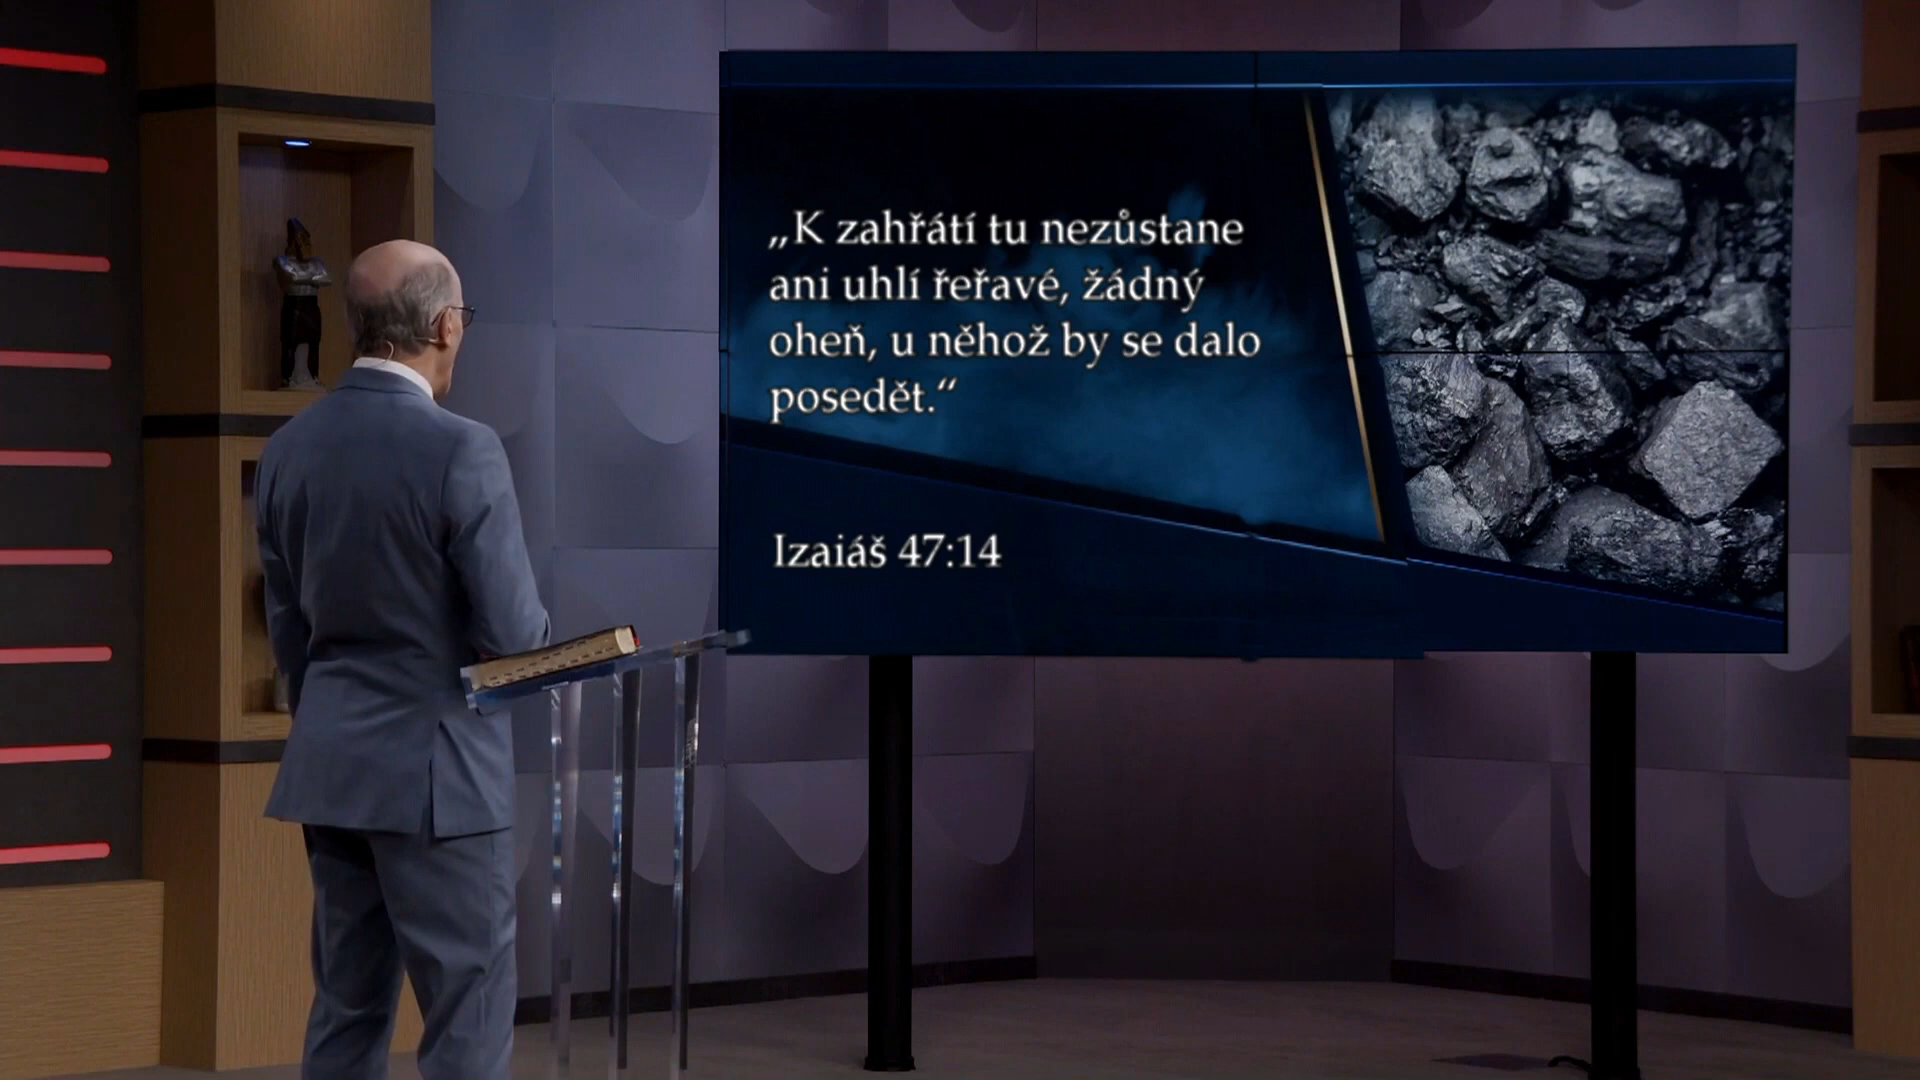 „K zahřátí tu nezůstane
ani uhlí řeřavé, žádný
oheň, u něhož by se dalo
posedět.“
Izaiáš 47:14